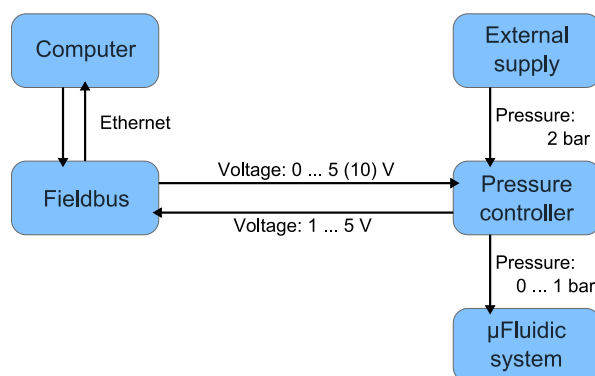 Computer
External
supply
Ethernet
Pressure:
2 bar
Voltage: 0 ... 5 (10) V
Fieldbus
Pressure
controller
Voltage: 1 ... 5 V
Pressure:
0 ... 1 bar
µFluidic
system